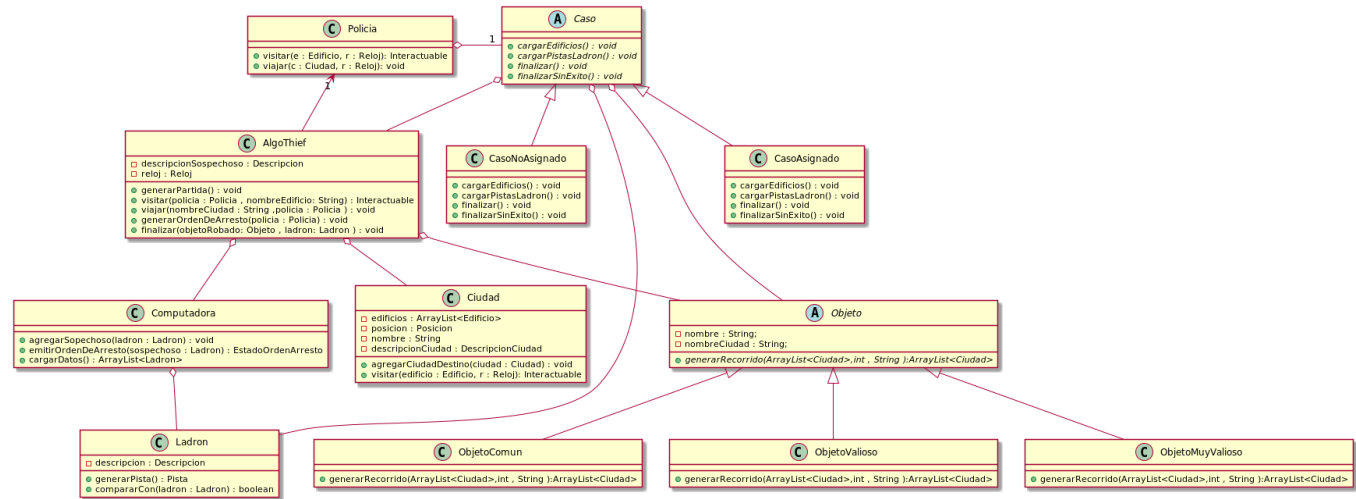 C Policia
visitar(e : Edificio, r : Reloj): Interactuable
viajar(c : Ciudad, r : Reloj): void
1
1
A Caso
cargarEdificios() : void
cargarPistasLadron() : void
finalizar() : void
finalizarSinExito() : void
C AlgoThief
descripcionSospechoso : Descripcion
reloj : Reloj
generarPartida() : void
visitar(policia : Policia , nombreEdificio: String) : Interactuable
viajar(nombreCiudad : String ,policia : Policia ) : void
generarOrdenDeArresto(policia : Policia) : void
finalizar(objetoRobado: Objeto , ladron: Ladron ) : void
C CasoNoAsignado
cargarEdificios() : void
cargarPistasLadron() : void
finalizar() : void
finalizarSinExito() : void
C CasoAsignado
cargarEdificios() : void
cargarPistasLadron() : void
finalizar() : void
finalizarSinExito() : void
C Computadora
agregarSopechoso(ladron : Ladron) : void
emitirOrdenDeArresto(sospechoso : Ladron) : EstadoOrdenArresto
cargarDatos() : ArrayList<Ladron>
C Ciudad
edificios : ArrayList<Edificio>
posicion : Posicion
nombre : String
descripcionCiudad : DescripcionCiudad
agregarCiudadDestino(ciudad : Ciudad) : void
visitar(edificio : Edificio, r : Reloj): Interactuable
A Objeto
nombre : String;
nombreCiudad : String;
generarRecorrido(ArrayList<Ciudad>,int , String ):ArrayList<Ciudad>
C Ladron
descripcion : Descripcion
generarPista() : Pista
compararCon(ladron : Ladron) : boolean
C ObjetoComun
generarRecorrido(ArrayList<Ciudad>,int , String ):ArrayList<Ciudad>
C ObjetoValioso
generarRecorrido(ArrayList<Ciudad>,int , String ):ArrayList<Ciudad>
C ObjetoMuyValioso
generarRecorrido(ArrayList<Ciudad>,int , String ):ArrayList<Ciudad>